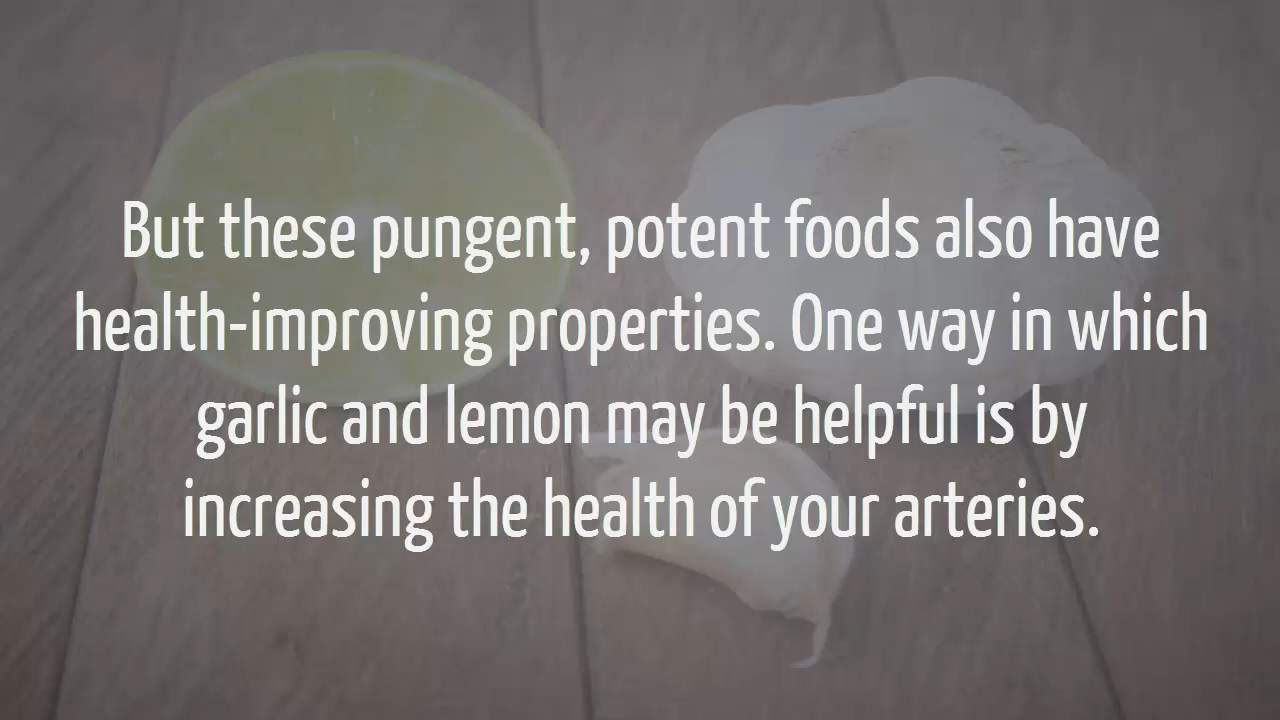 But these pungent, potent foods also have
health-improving properties. One way in which
garlic and lemon may be helpful is by
increasing the health of your arteries.